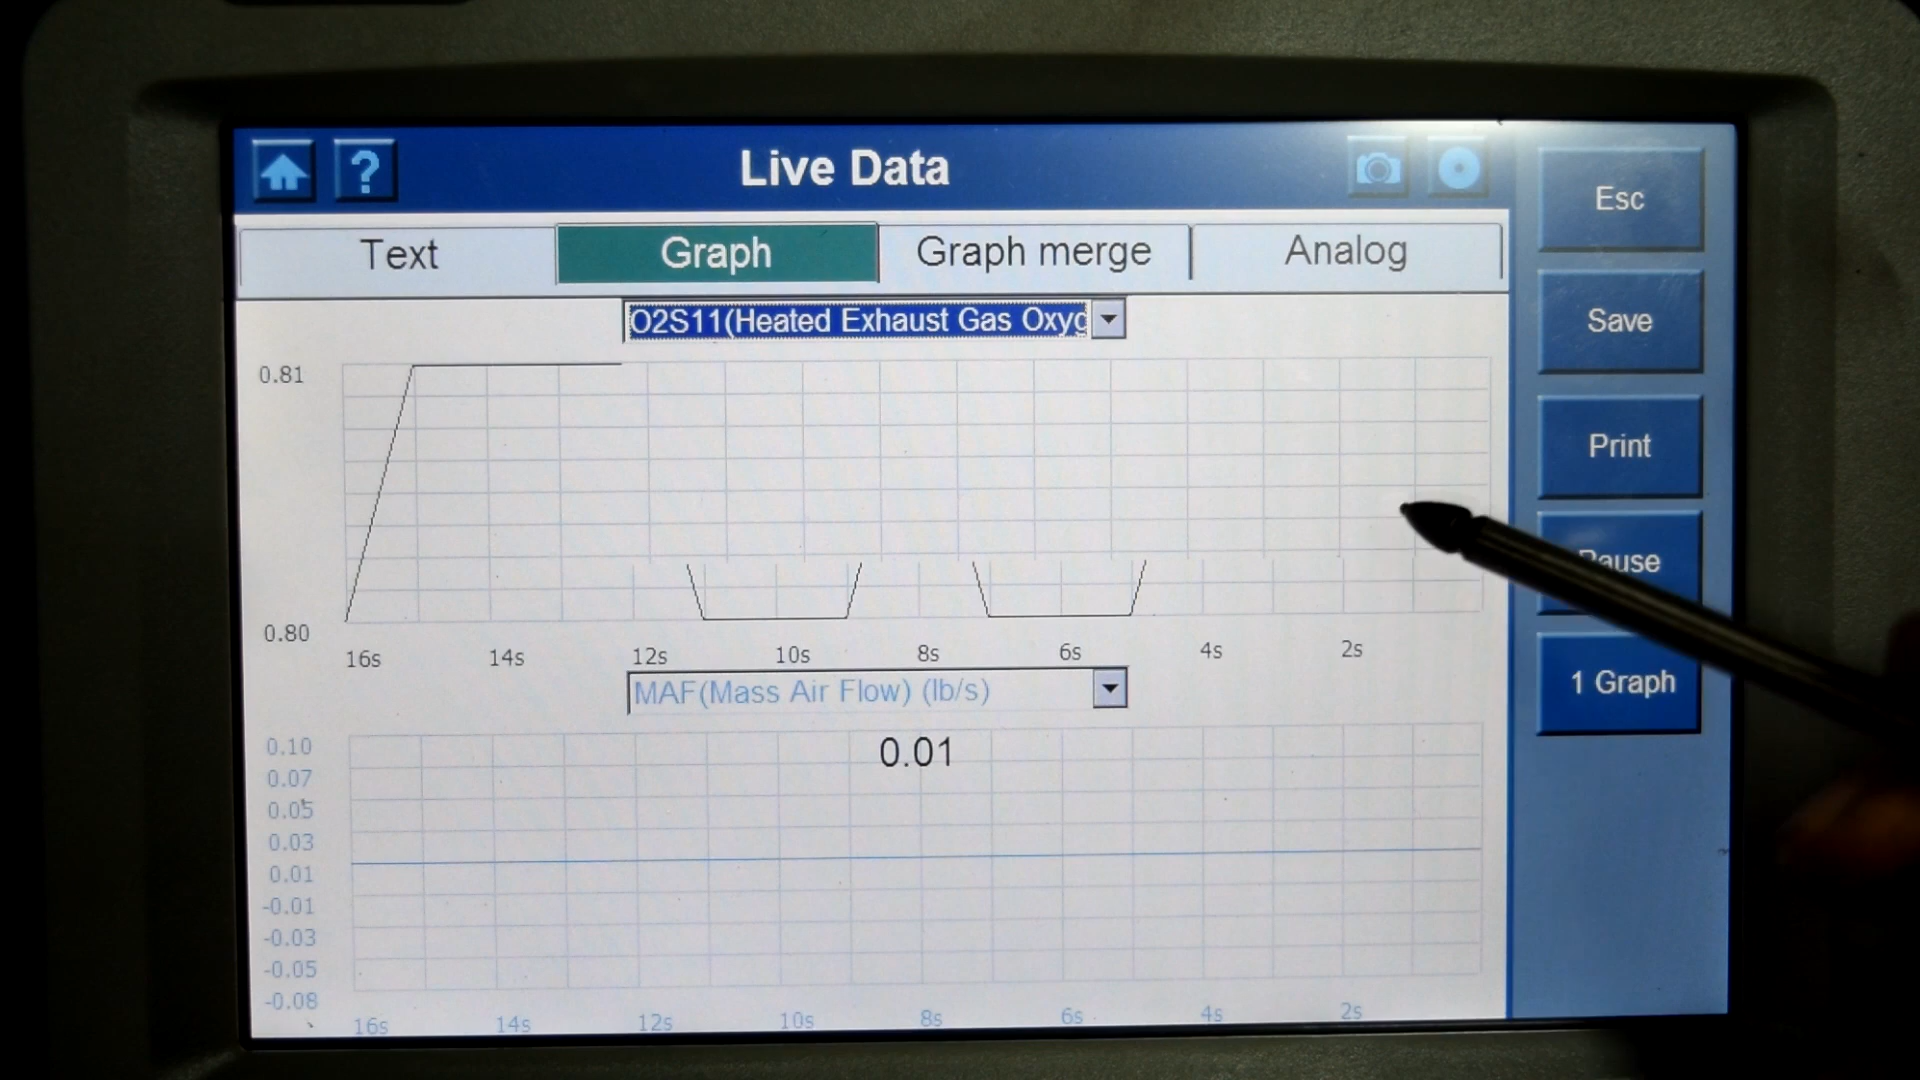 ?
Live Data
Esc
Text
Graph
Graph merge
Analog
Save
O2S11(Heated Exhaust Gas Oxyg
0.81
Print
Pause
0.80
16s 14s 12s 10s 8s 6s 4s 2s
MAF(Mass Air Flow) (lb/s)
1 Graph
0.01
0.10
0.07
0.05
0.03
0.01
-0.01
-0.03
-0.05
-0.08
16s 14s 12s 10s 8s 6s 4s 2s